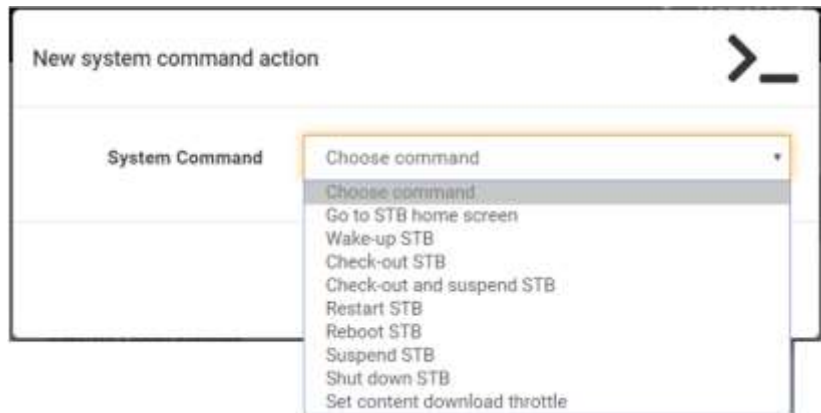 New system command action
System Command
Choose command
Choose command
Go to STB home screen
Wake-up STB
Check-out STB
Check-out and suspend STB
Restart STB
Reboot STB
Suspend STB
Shut down STB
Set content download throttle